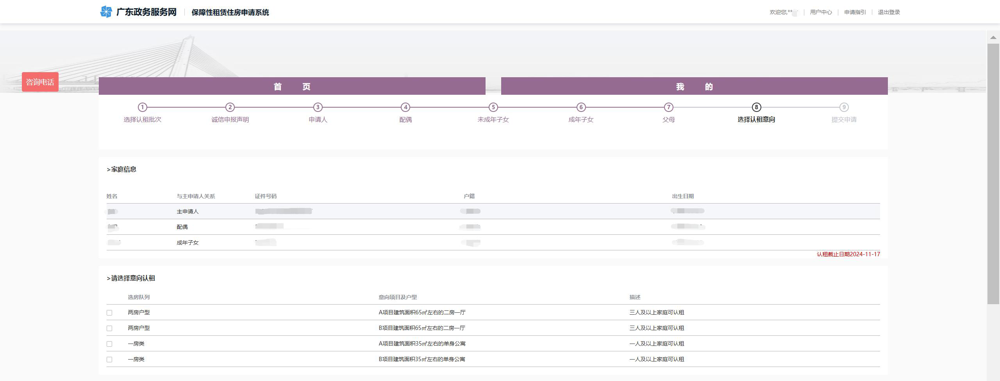 广东政务服务网 保障性租赁住房申请系统 欢迎您,** 用户中心 申请指引 退出登录
咨询电话
首 页 我 的
1 2 3 4 5 6 7 8 9
选择认租批次 诚信申报声明 申请人 配偶 未成年子女 成年子女 父母 选择认租意向 提交申请
>家庭信息
姓名 与主申请人关系 证件号码 户籍 出生日期
主申请人
配偶
成年子女
认租截止日期2024-11-17
>请选择意向认租
选房队列 意向项目及户型 描述
两房户型 A项目建筑面积65㎡左右的二房一厅 三人及以上家庭可认租
两房户型 B项目建筑面积65㎡左右的二房一厅 三人及以上家庭可认租
一房类 A项目建筑面积35㎡左右的单身公寓 一人及以上家庭可认租
一房类 B项目建筑面积35㎡左右的单身公寓 一人及以上家庭可认租